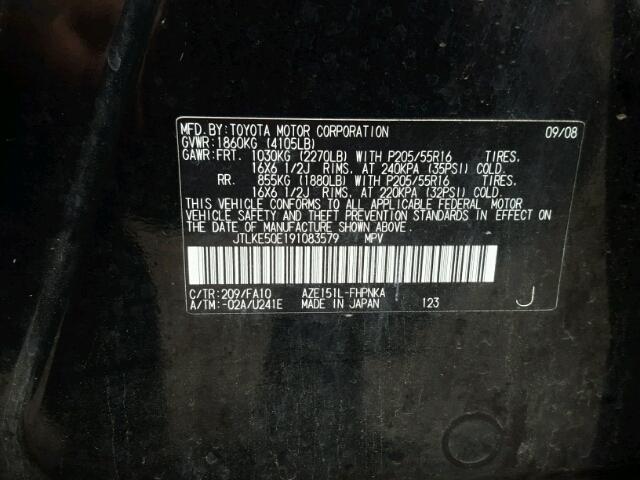 MFD.BY:TOYOTA MOTOR CORPORATION 09/08
GVWR:1860KG (4105LB)
GAWR:FRT. 1030KG (2270LB) WITH P205/55R16 TIRES.
16X6 1/2J RIMS. AT 240KPA (35PSI) COLD.
RR. 855KG (1880LB) WITH P205/55R16 TIRES.
16X6 1/2J RIMS. AT 220KPA (32PSI) COLD.
THIS VEHICLE CONFORMS TO ALL APPLICABLE FEDERAL MOTOR
VEHICLE SAFETY AND THEFT PREVENTION STANDARDS IN EFFECT ON
THE DATE OF MANUFACTURE SHOWN ABOVE.
JTLKE50E191083579 MPV
C/TR:209/FA10 AZE151L-FHPNKA
A/TM:-02A/U241E MADE IN JAPAN 123 J